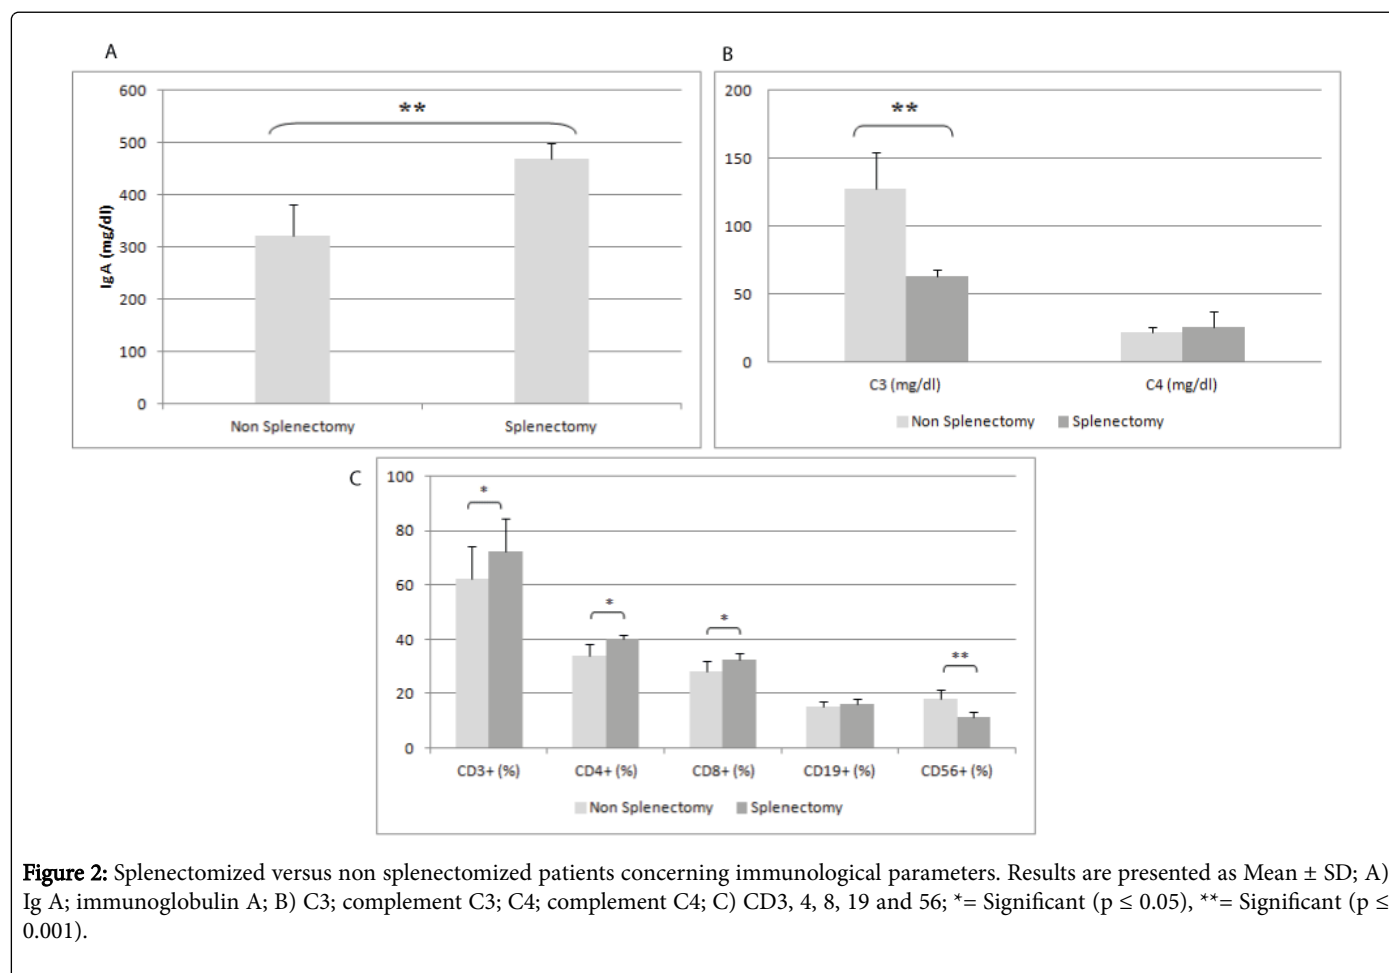 A
600
500
400
300
200
100
0
IgA (mg/dl)
**
Non Splenectomy
Splenectomy
B
200
150
100
50
0
**
C3 (mg/dl)
C4 (mg/dl)
Non Splenectomy
Splenectomy
C
100
80
60
40
20
0
*
*
*
**
CD3+ (%)
CD4+ (%)
CD8+ (%)
CD19+ (%)
CD56+ (%)
Non Splenectomy
Splenectomy
Figure 2: Splenectomized versus non splenectomized patients concerning immunological parameters. Results are presented as Mean ± SD; A)
Ig A; immunoglobulin A; B) C3; complement C3; C4; complement C4; C) CD3, 4, 8, 19 and 56; *= Significant (p ≤ 0.05), **= Significant (p ≤
0.001).